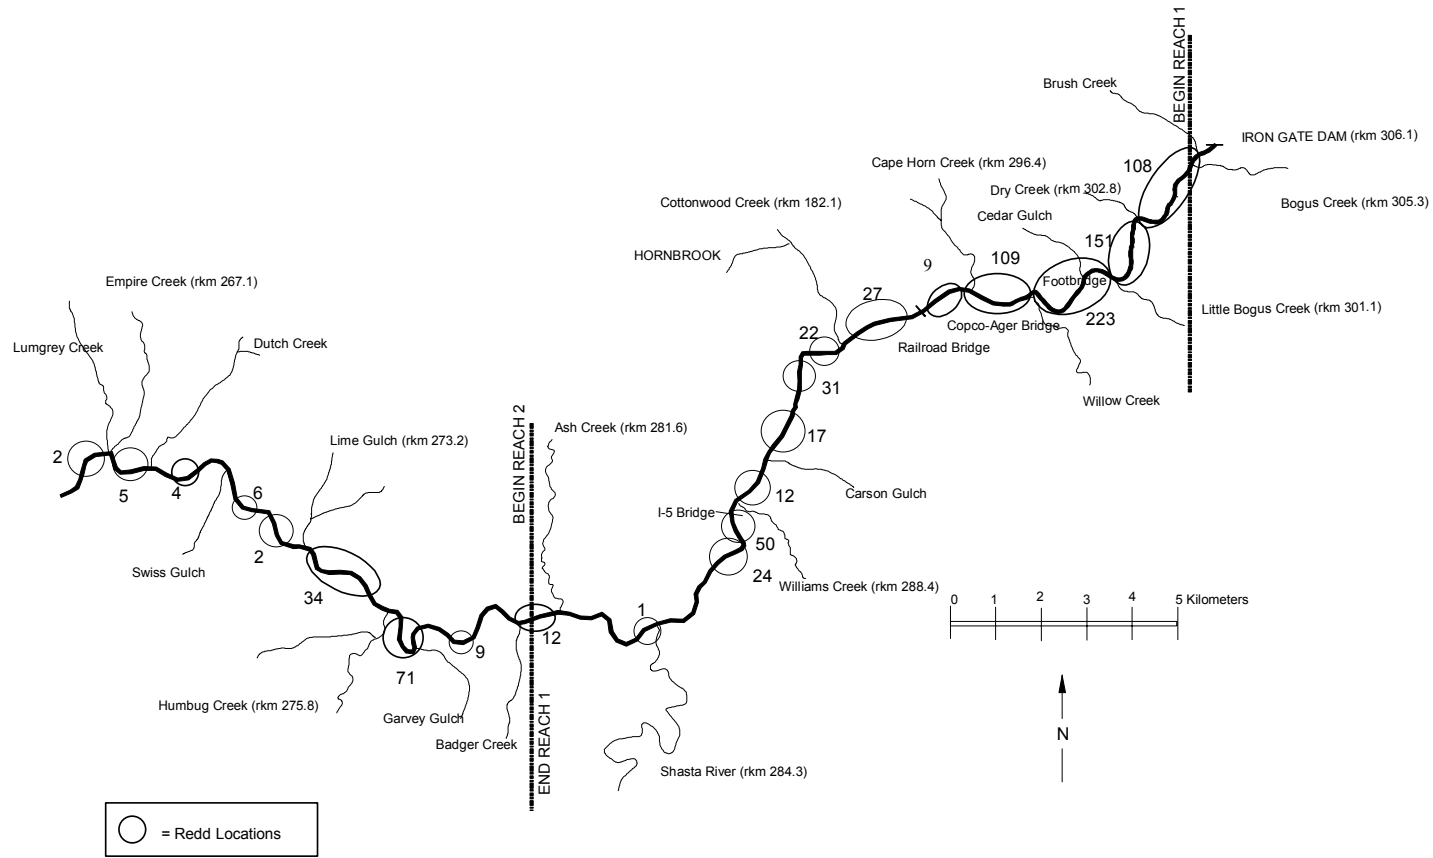 BEGIN REACH 1
Brush Creek
IRON GATE DAM (rkm 306.1)
108
Cape Horn Creek (rkm 296.4)
Dry Creek (rkm 302.8)
Cottonwood Creek (rkm 182.1)
Bogus Creek (rkm 305.3)
Cedar Gulch
151
HORNBROOK
109
9
Footbridge
Empire Creek (rkm 267.1)
27
Little Bogus Creek (rkm 301.1)
223
Copco-Ager Bridge
22
Railroad Bridge
Lumgrey Creek
Dutch Creek
31
Willow Creek
BEGIN REACH 2
Ash Creek (rkm 281.6)
Lime Gulch (rkm 273.2)
17
2
5
4
6
12
Carson Gulch
I-5 Bridge
50
2
Swiss Gulch
24
Williams Creek (rkm 288.4)
34
1
0 1 2 3 4 5 Kilometers
12
9
71
Humbug Creek (rkm 275.8)
Garvey Gulch
Badger Creek
END REACH 1
N
Shasta River (rkm 284.3)
= Redd Locations